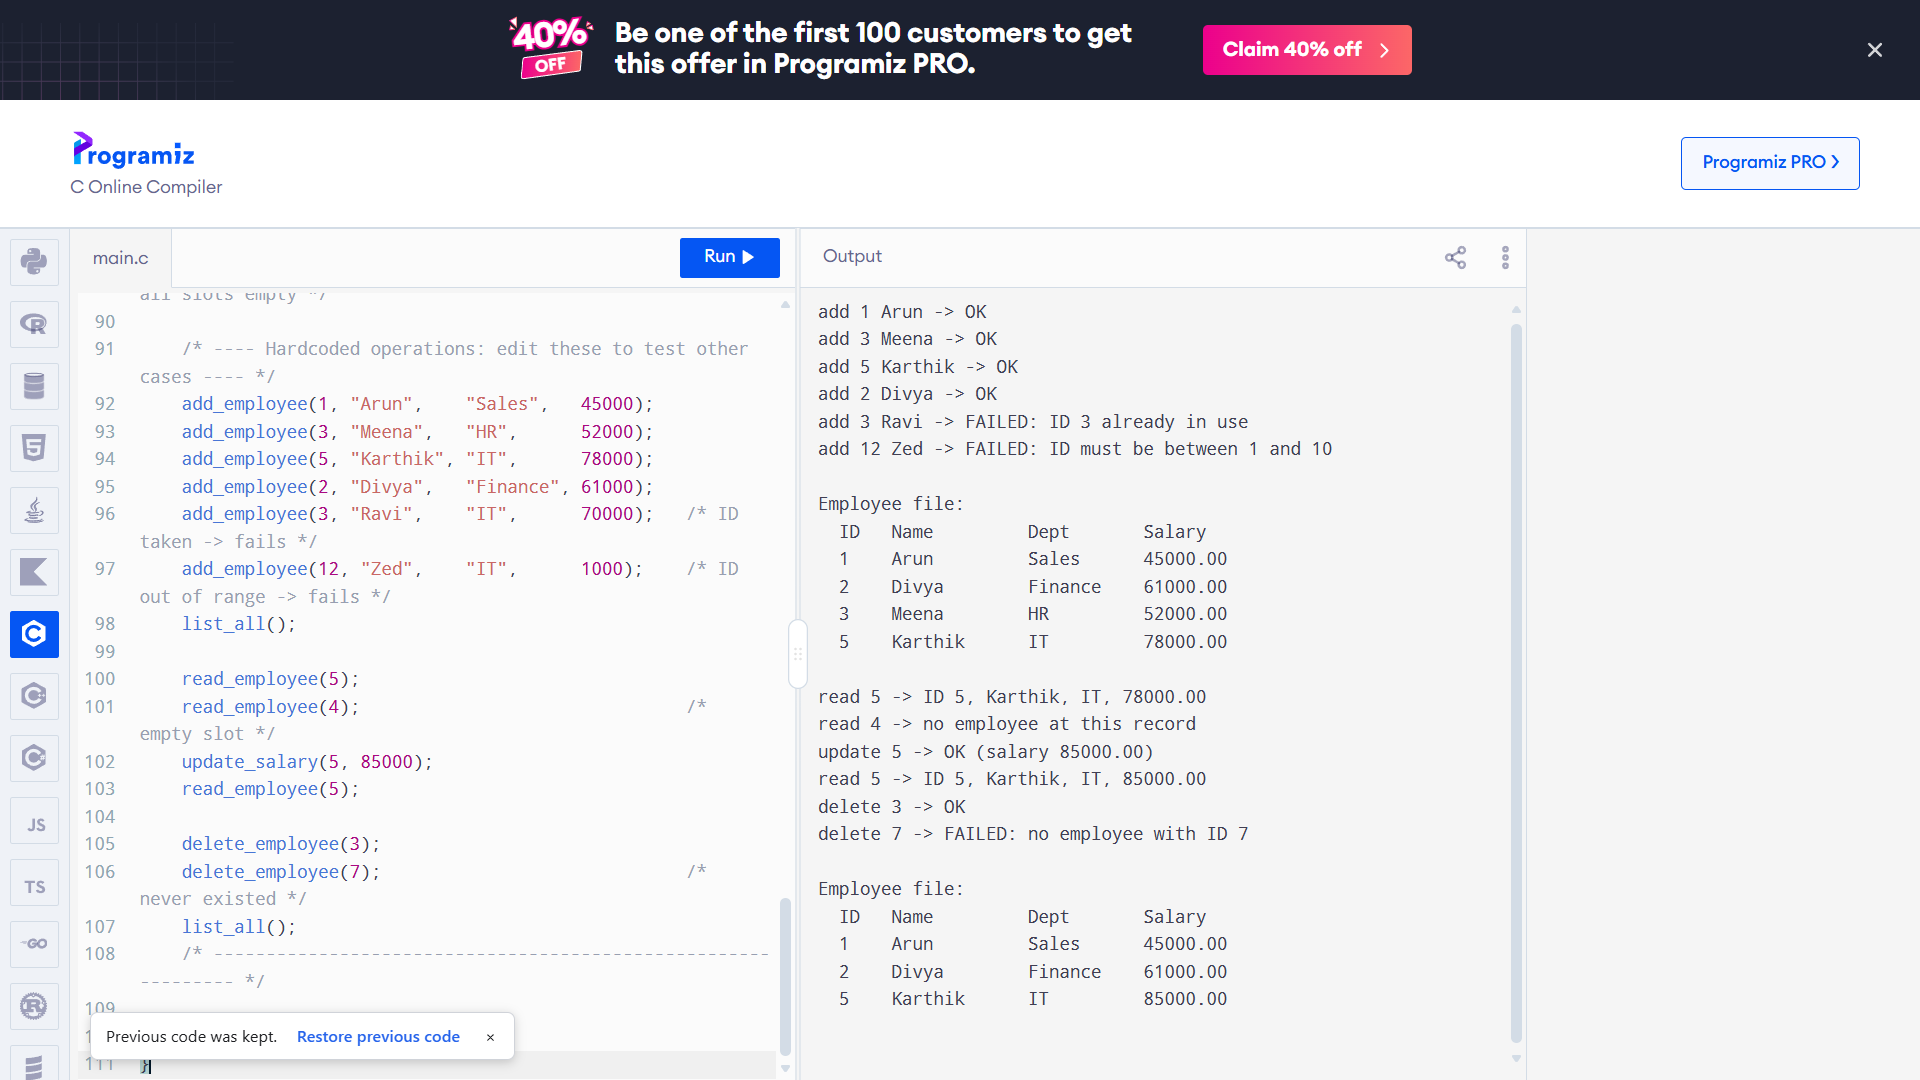 40% OFF
Be one of the first 100 customers to get
this offer in Programiz PRO.
Claim 40% off
Programiz
C Online Compiler
Programiz PRO
main.c
Run
Output
all slots empty */
90
91 /* ---- Hardcoded operations: edit these to test other
cases ---- */
92 add_employee(1, "Arun", "Sales", 45000);
93 add_employee(3, "Meena", "HR", 52000);
94 add_employee(5, "Karthik", "IT", 78000);
95 add_employee(2, "Divya", "Finance", 61000);
96 add_employee(3, "Ravi", "IT", 70000); /* ID
taken -> fails */
97 add_employee(12, "Zed", "IT", 1000); /* ID
out of range -> fails */
98 list_all();
99
100 read_employee(5);
101 read_employee(4); /*
empty slot */
102 update_salary(5, 85000);
103 read_employee(5);
104
105 delete_employee(3);
106 delete_employee(7); /*
never existed */
107 list_all();
108 /* -----------------------------------------------------
--------- */
109
111 }
Previous code was kept. Restore previous code ×
add 1 Arun -> OK
add 3 Meena -> OK
add 5 Karthik -> OK
add 2 Divya -> OK
add 3 Ravi -> FAILED: ID 3 already in use
add 12 Zed -> FAILED: ID must be between 1 and 10
Employee file:
ID Name Dept Salary
1 Arun Sales 45000.00
2 Divya Finance 61000.00
3 Meena HR 52000.00
5 Karthik IT 78000.00
read 5 -> ID 5, Karthik, IT, 78000.00
read 4 -> no employee at this record
update 5 -> OK (salary 85000.00)
read 5 -> ID 5, Karthik, IT, 85000.00
delete 3 -> OK
delete 7 -> FAILED: no employee with ID 7
Employee file:
ID Name Dept Salary
1 Arun Sales 45000.00
2 Divya Finance 61000.00
5 Karthik IT 85000.00
R
5
C
C
C
JS
TS
GO
R